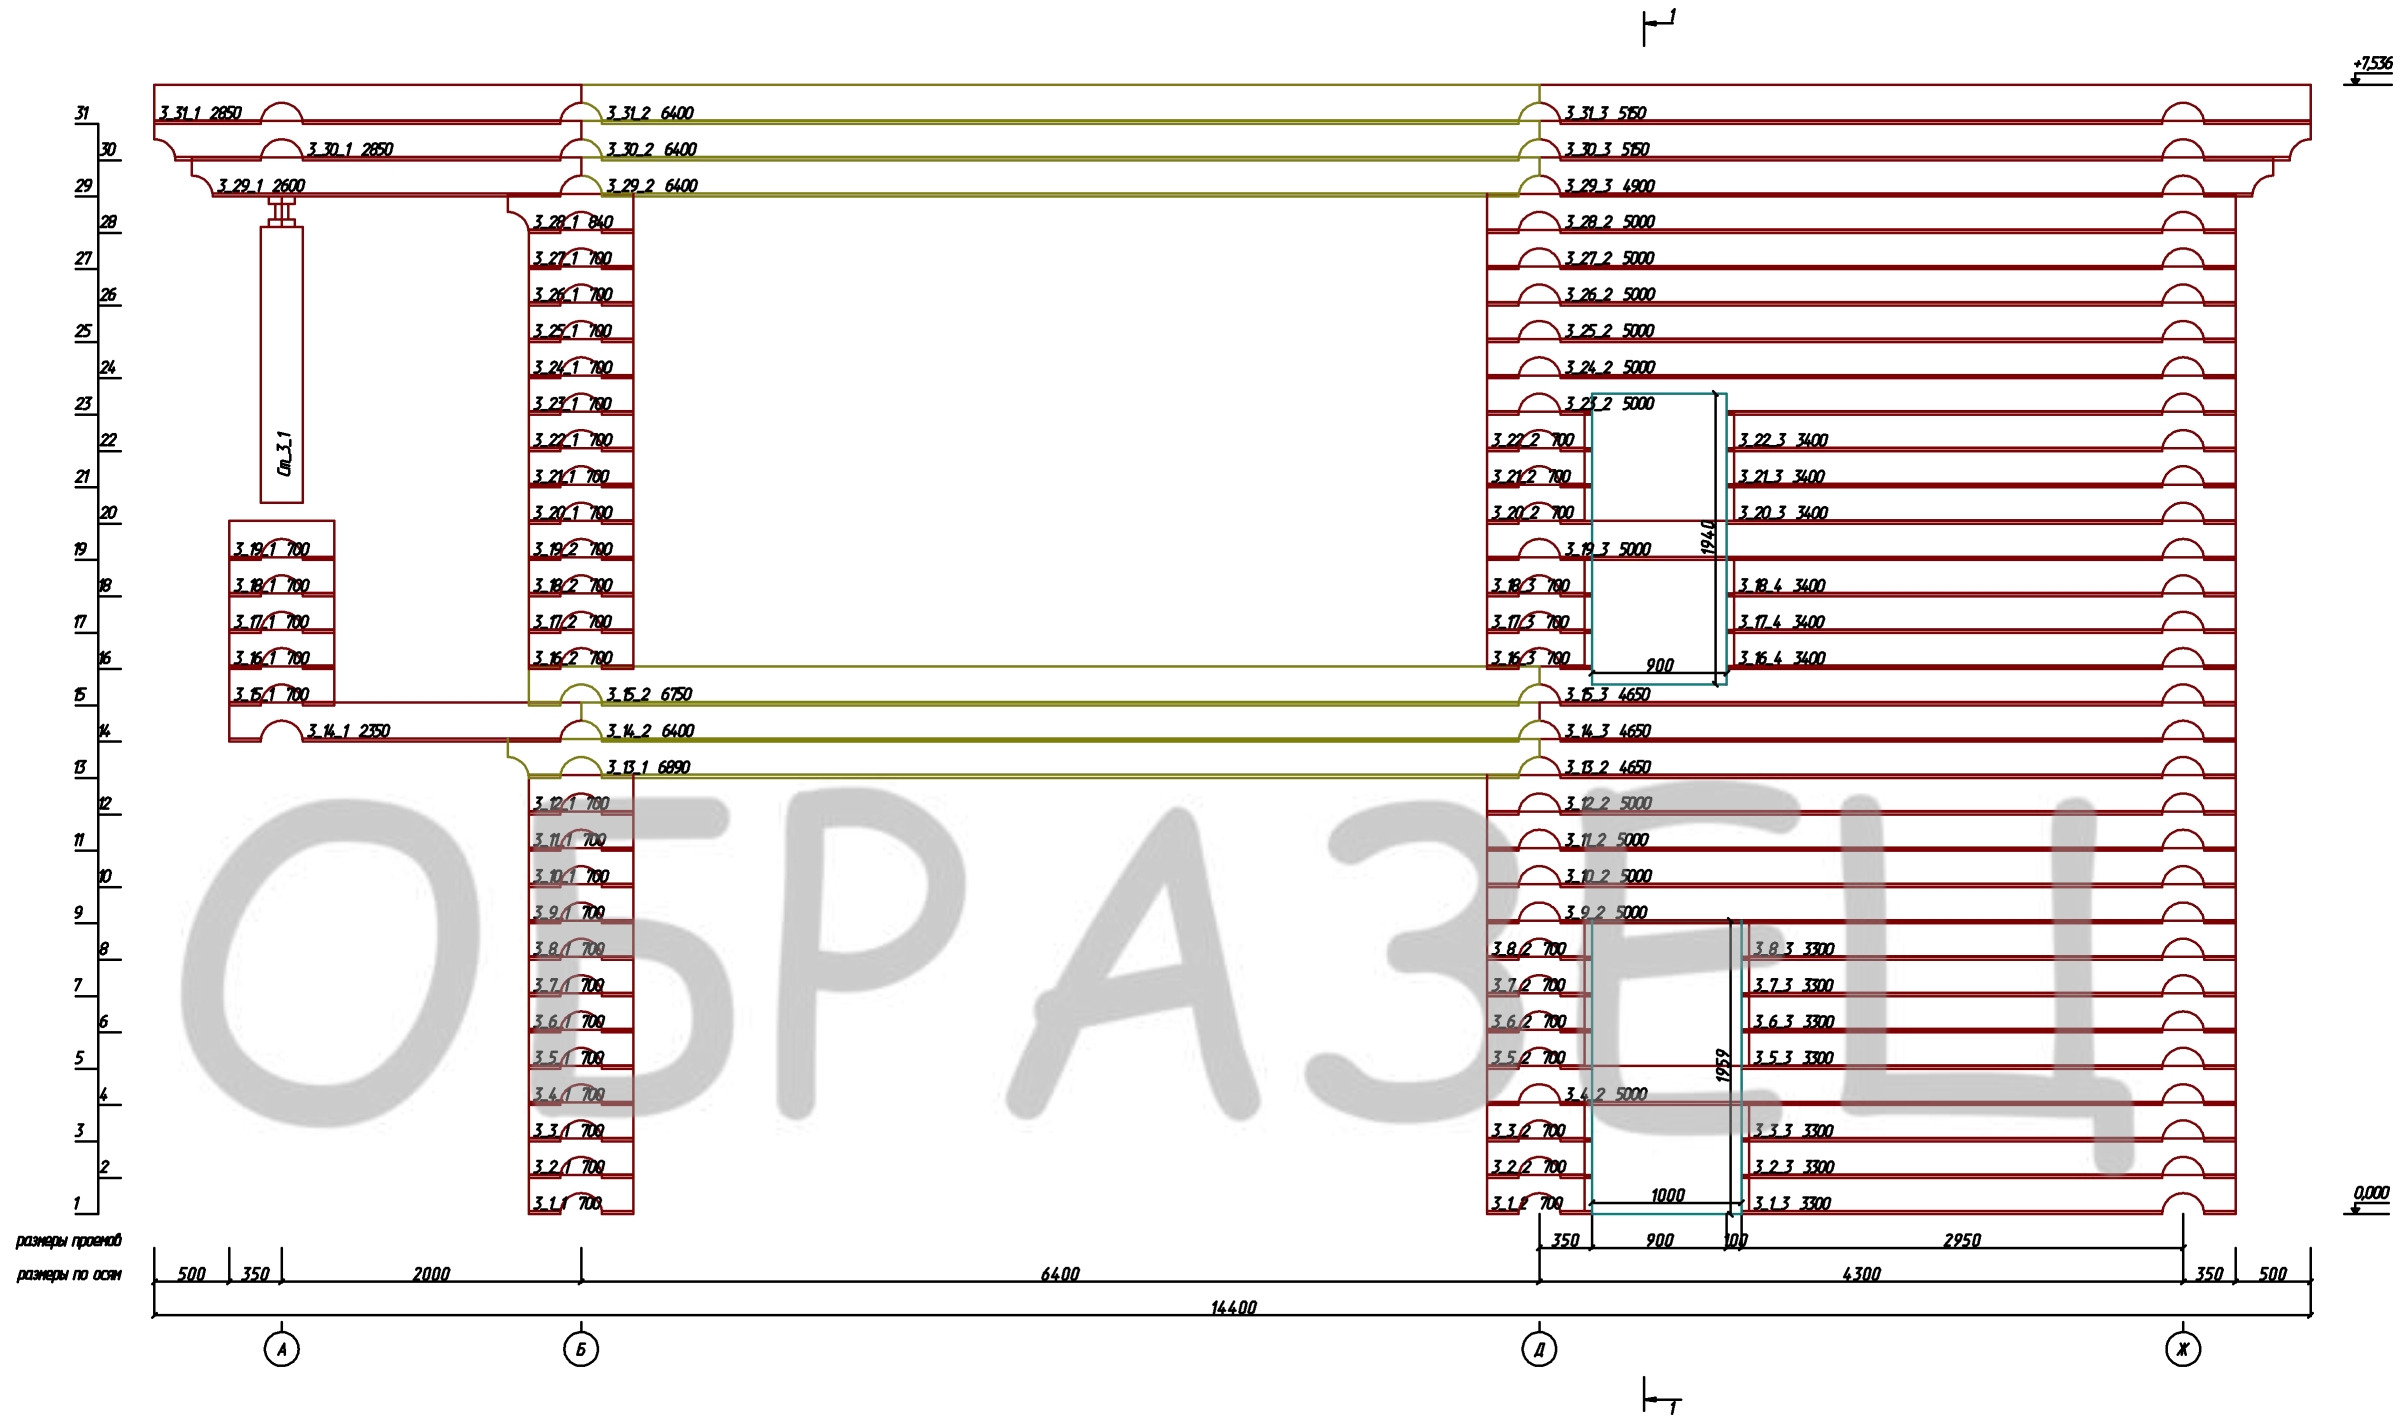 1
+7,536
31 3_31_1 2850 3_31_2 6400 3_31_3 5150
30 3_30_1 2850 3_30_2 6400 3_30_3 5150
29 3_29_1 2600 3_29_2 6400 3_29_3 4900
28 3_28_1 840 3_28_2 5000
27 3_27_1 700 3_27_2 5000
26 3_26_1 700 3_26_2 5000
25 3_25_1 700 3_25_2 5000
24 3_24_1 700 3_24_2 5000
23 3_23_1 700 3_23_2 5000
22 Ст_3_1 3_22_1 700 3_22_2 700 3_22_3 3400
21 3_21_1 700 3_21_2 700 3_21_3 3400
20 3_20_1 700 3_20_2 700 3_20_3 3400
1940
19 3_19_1 700 3_19_2 700 3_19_3 5000
18 3_18_1 700 3_18_2 700 3_18_3 700 3_18_4 3400
17 3_17_1 700 3_17_2 700 3_17_3 700 3_17_4 3400
16 3_16_1 700 3_16_2 700 3_16_3 700 900 3_16_4 3400
15 3_15_1 700 3_15_2 6750 3_15_3 4650
14 3_14_1 2350 3_14_2 6400 3_14_3 4650
13 3_13_1 6890 3_13_2 4650
12 3_12_1 700 3_12_2 5000
11 3_11_1 700 3_11_2 5000
10 3_10_1 700 3_10_2 5000
9 3_9_1 700 3_9_2 5000
8 3_8_1 700 3_8_2 700 3_8_3 3300
ОБРАЗЕЦ
7 3_7_1 700 3_7_2 700 3_7_3 3300
6 3_6_1 700 3_6_2 700 3_6_3 3300
5 3_5_1 700 3_5_2 700 1959 3_5_3 3300
4 3_4_1 700 3_4_2 5000
3 3_3_1 700 3_3_2 700 3_3_3 3300
2 3_2_1 700 3_2_2 700 3_2_3 3300
1 3_1_1 700 3_1_2 700 1000 3_1_3 3300
0,000
размеры проемов 350 900 100 2950
размеры по осям 500 350 2000 6400 4300 350 500
14400
А Б Д Ж
1